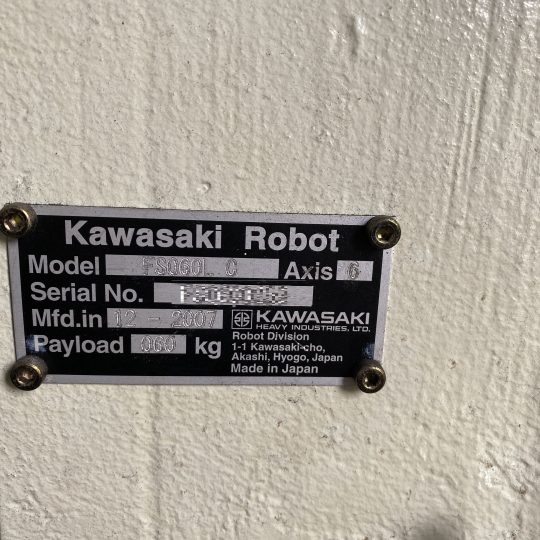 Kawasaki Robot
Model FS060L C Axis 6
Serial No.
Mfd.in 12 - 2007
Payload 060 kg
KAWASAKI
HEAVY INDUSTRIES, LTD.
Robot Division
1-1 Kawasaki-cho,
Akashi, Hyogo, Japan
Made in Japan